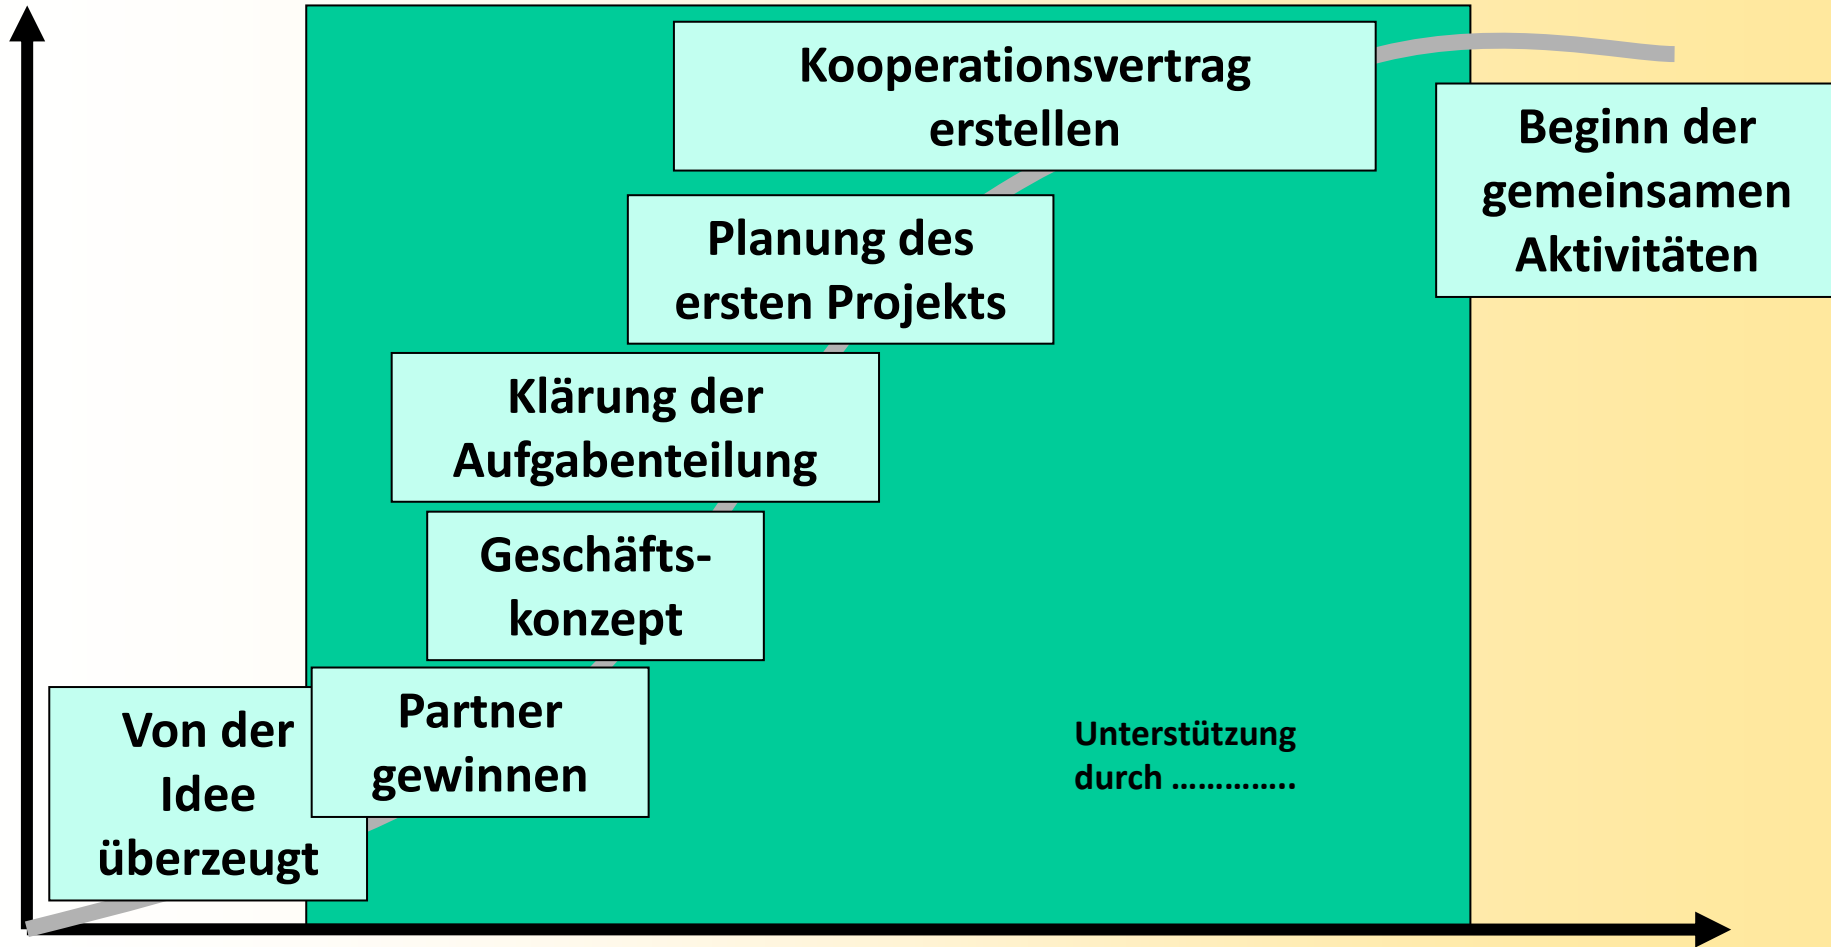 Kooperationsvertrag
erstellen
Beginn der
gemeinsamen
Aktivitäten
Planung des
ersten Projekts
Klärung der
Aufgabenteilung
Geschäfts-
konzept
Partner
gewinnen
Von der
Idee
überzeugt
Unterstützung
durch …………..